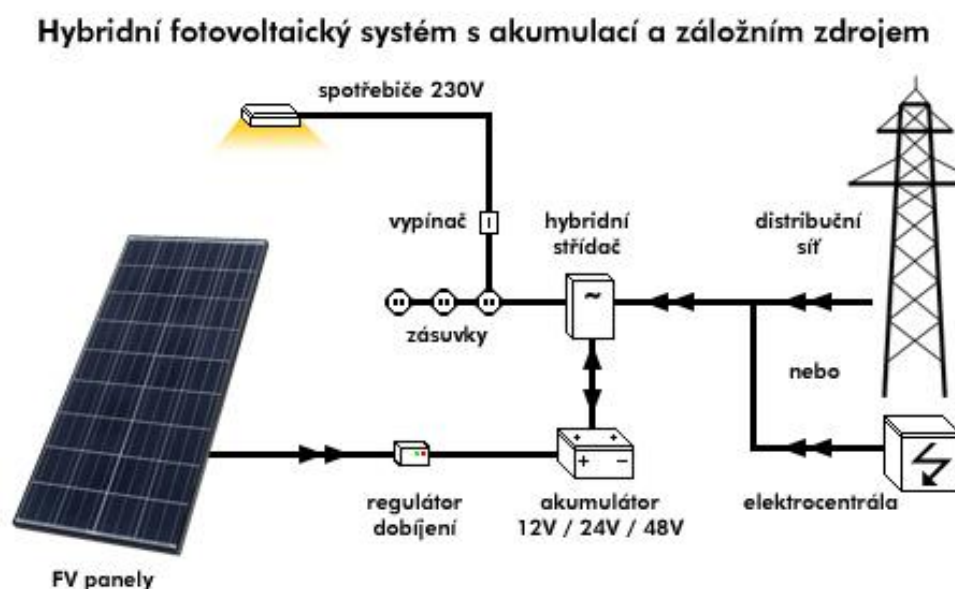 Hybridní fotovoltaický systém s akumulací a záložním zdrojem
spotřebiče 230V
vypínač
hybridní
střídač
distribuční
síť
zásuvky
nebo
regulátor
dobíjení
akumulátor
12V / 24V / 48V
elektrocentrála
FV panely